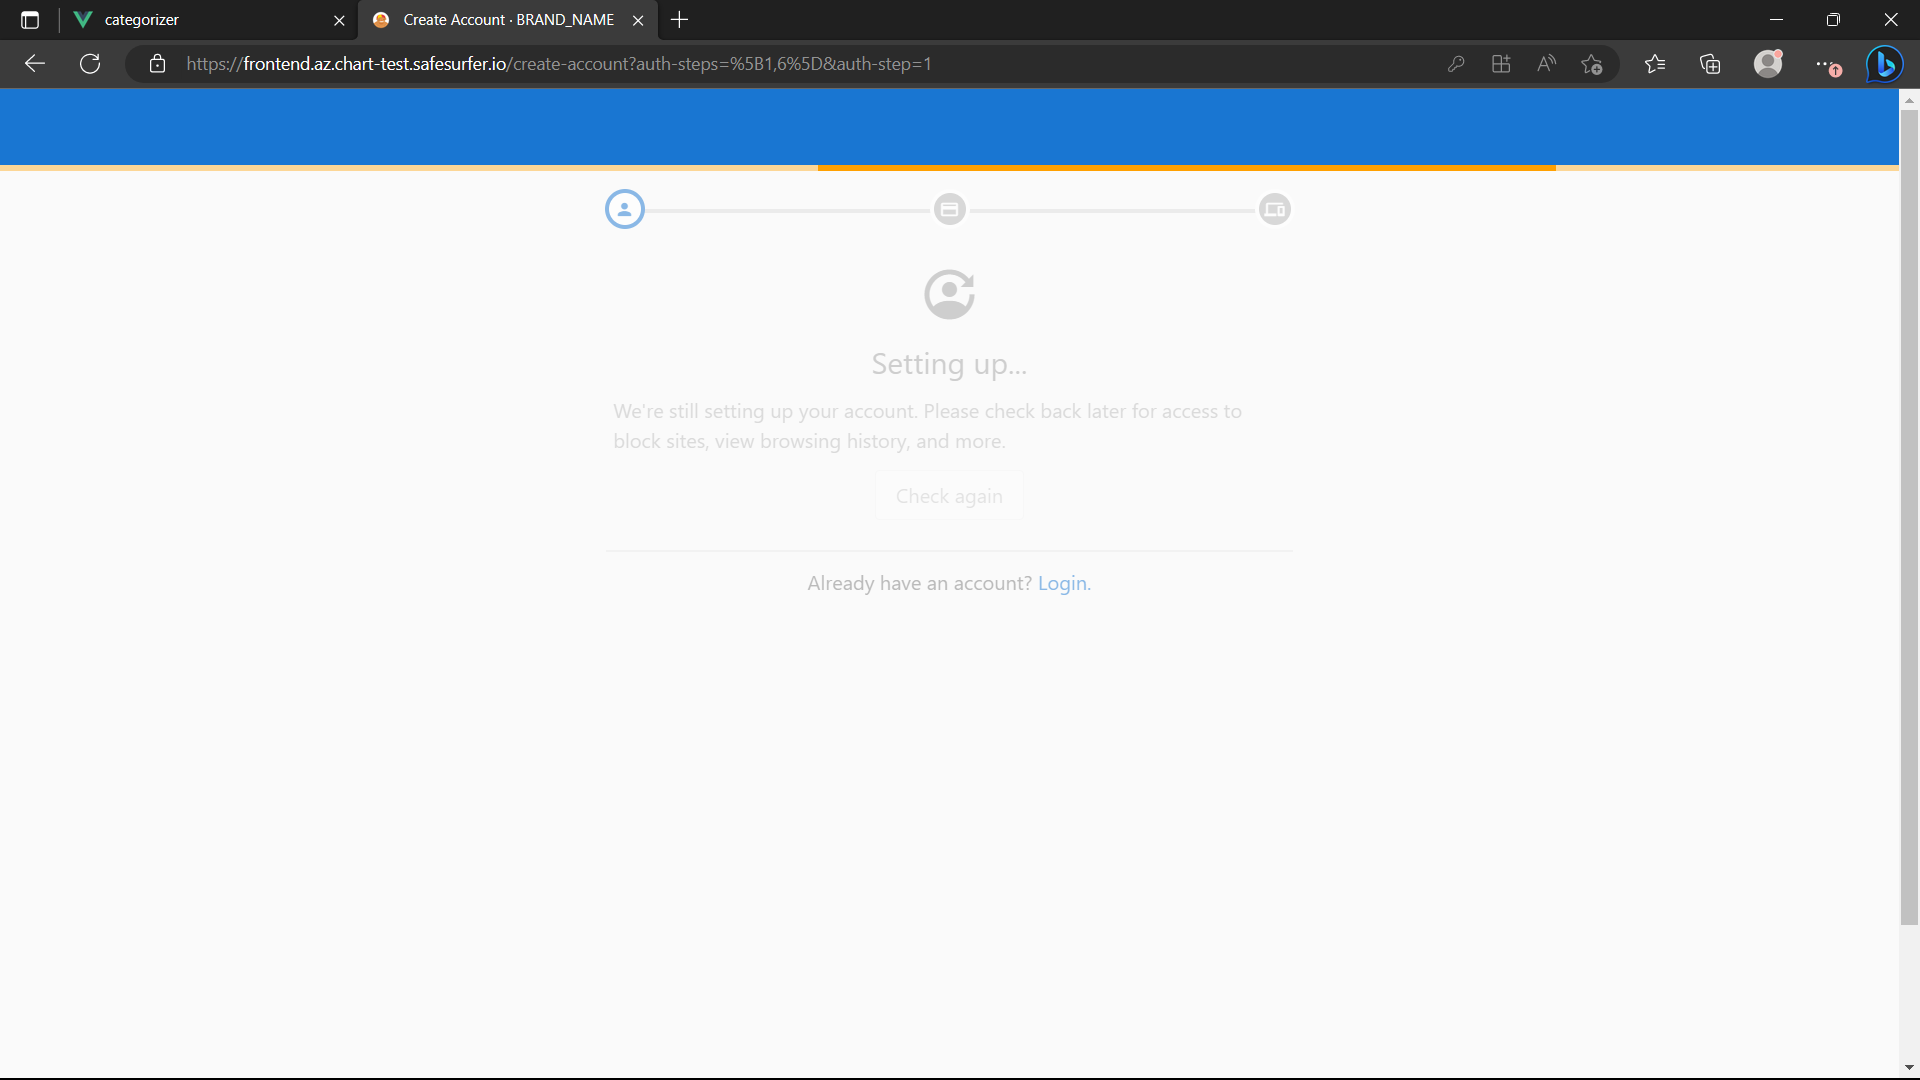 categorizer
Create Account · BRAND_NAME
https://frontend.az.chart-test.safesurfer.io/create-account?auth-steps=%5B1,6%5D&auth-step=1
Setting up...
We're still setting up your account. Please check back later for access to
block sites, view browsing history, and more.
Check again
Already have an account? Login.